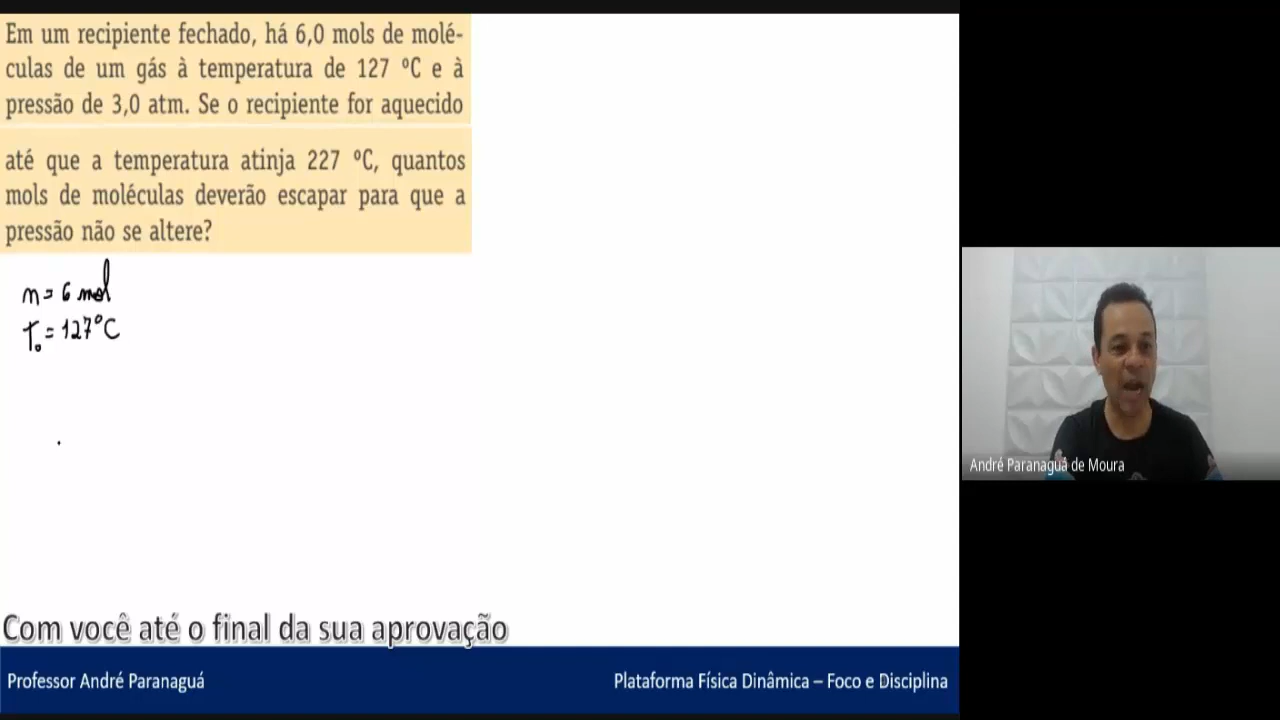 Em um recipiente fechado, há 6,0 mols de molé-
culas de um gás à temperatura de 127 ºC e à
pressão de 3,0 atm. Se o recipiente for aquecido
até que a temperatura atinja 227 ºC, quantos
mols de moléculas deverão escapar para que a
pressão não se altere?
n = 6 mol
T₀ = 127°C
André Paranaguá de Moura
Com você até o final da sua aprovação
Professor André Paranaguá
Plataforma Física Dinâmica – Foco e Disciplina